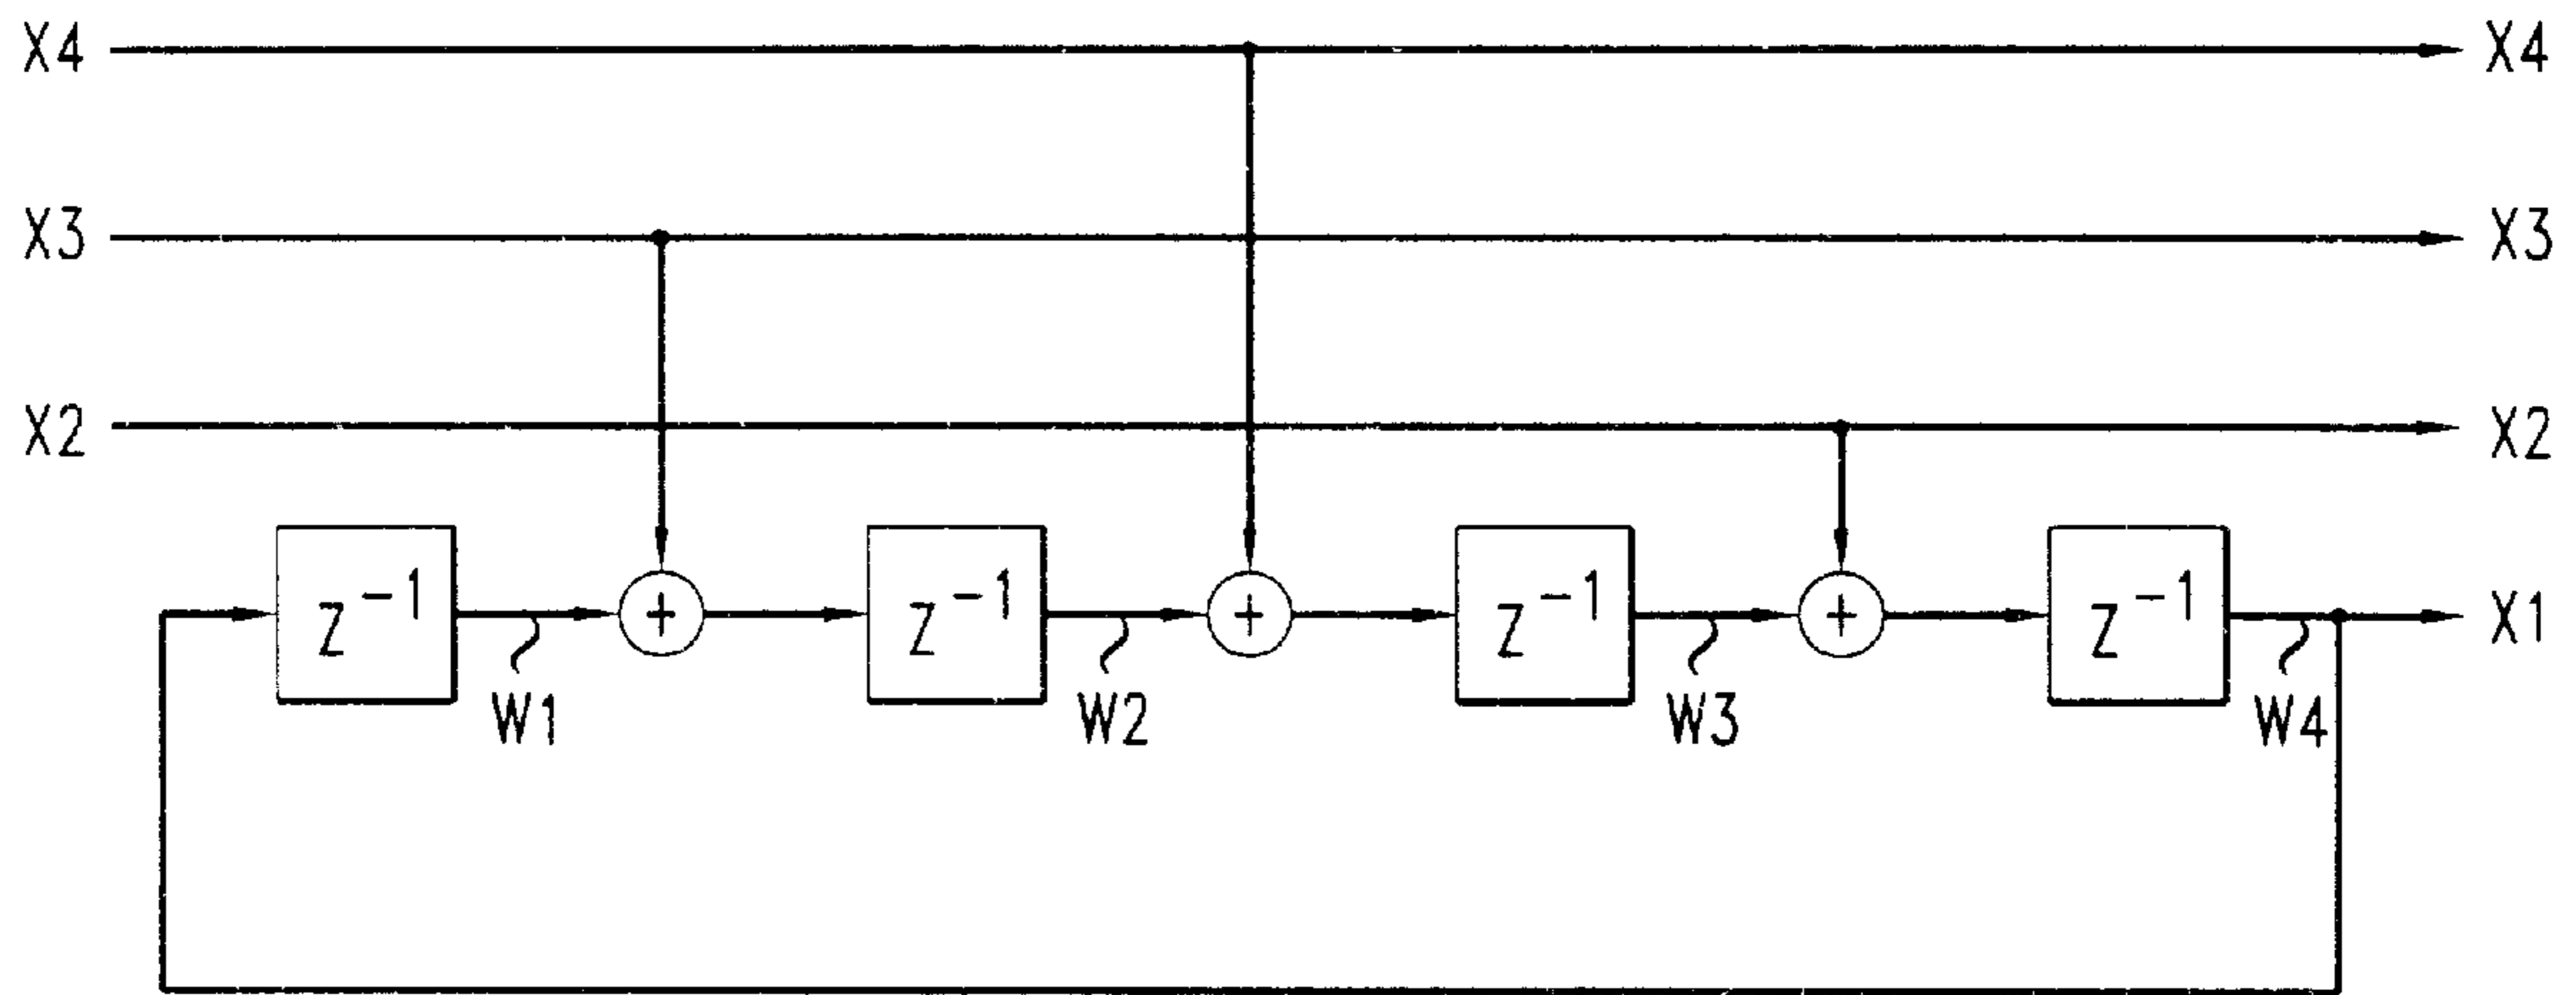 X4 X4
X3 X3
X2 X2
Z⁻¹ + Z⁻¹ + Z⁻¹ + Z⁻¹ X1
W1 W2 W3 W4